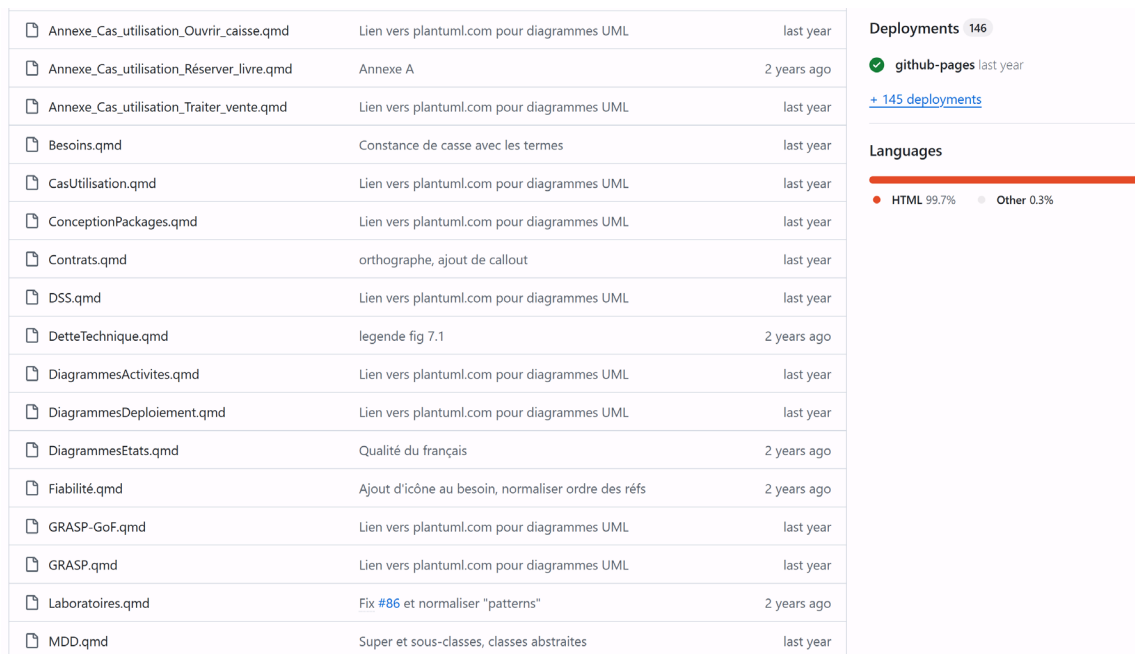 Annexe_Cas_utilisation_Ouvrir_caisse.qmd Lien vers plantuml.com pour diagrammes UML last year
Annexe_Cas_utilisation_Réserver_livre.qmd Annexe A 2 years ago
Annexe_Cas_utilisation_Traiter_vente.qmd Lien vers plantuml.com pour diagrammes UML last year
Besoins.qmd Constance de casse avec les termes last year
CasUtilisation.qmd Lien vers plantuml.com pour diagrammes UML last year
ConceptionPackages.qmd Lien vers plantuml.com pour diagrammes UML last year
Contrats.qmd orthographe, ajout de callout last year
DSS.qmd Lien vers plantuml.com pour diagrammes UML last year
DetteTechnique.qmd legende fig 7.1 2 years ago
DiagrammesActivites.qmd Lien vers plantuml.com pour diagrammes UML last year
DiagrammesDeploiement.qmd Lien vers plantuml.com pour diagrammes UML last year
DiagrammesEtats.qmd Qualité du français 2 years ago
Fiabilité.qmd Ajout d'icône au besoin, normaliser ordre des réfs 2 years ago
GRASP-GoF.qmd Lien vers plantuml.com pour diagrammes UML last year
GRASP.qmd Lien vers plantuml.com pour diagrammes UML last year
Laboratoires.qmd Fix #86 et normaliser "patterns" 2 years ago
MDD.qmd Super et sous-classes, classes abstraites last year
Deployments 146
github-pages last year
+ 145 deployments
Languages
HTML 99.7% Other 0.3%